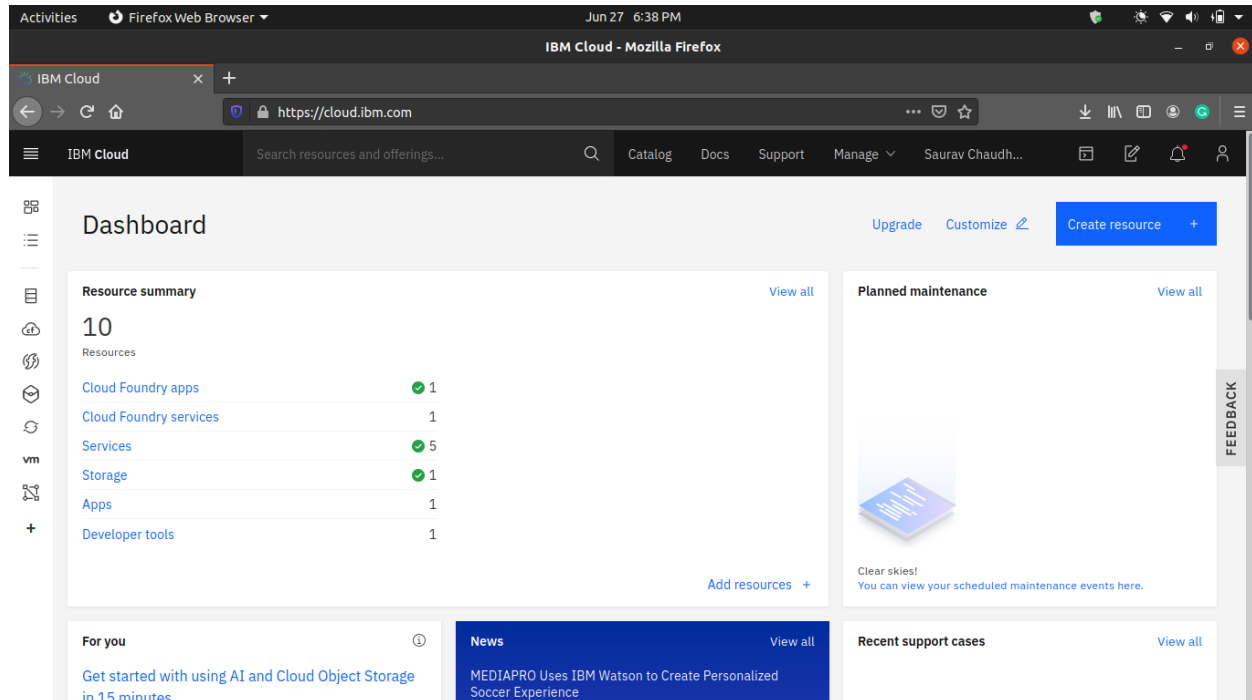 Activities Firefox Web Browser Jun 27 6:38 PM
IBM Cloud - Mozilla Firefox
IBM Cloud
https://cloud.ibm.com
IBM Cloud Search resources and offerings... Catalog Docs Support Manage Saurav Chaudh...
Dashboard Upgrade Customize Create resource +
Resource summary View all
10
Resources
Cloud Foundry apps 1
Cloud Foundry services 1
Services 5
Storage 1
Apps 1
Developer tools 1
Add resources +
Planned maintenance View all
Clear skies!
You can view your scheduled maintenance events here.
cf
vm
FEEDBACK
For you
Get started with using AI and Cloud Object Storage
in 15 minutes
News View all
MEDIAPRO Uses IBM Watson to Create Personalized
Soccer Experience
Recent support cases View all